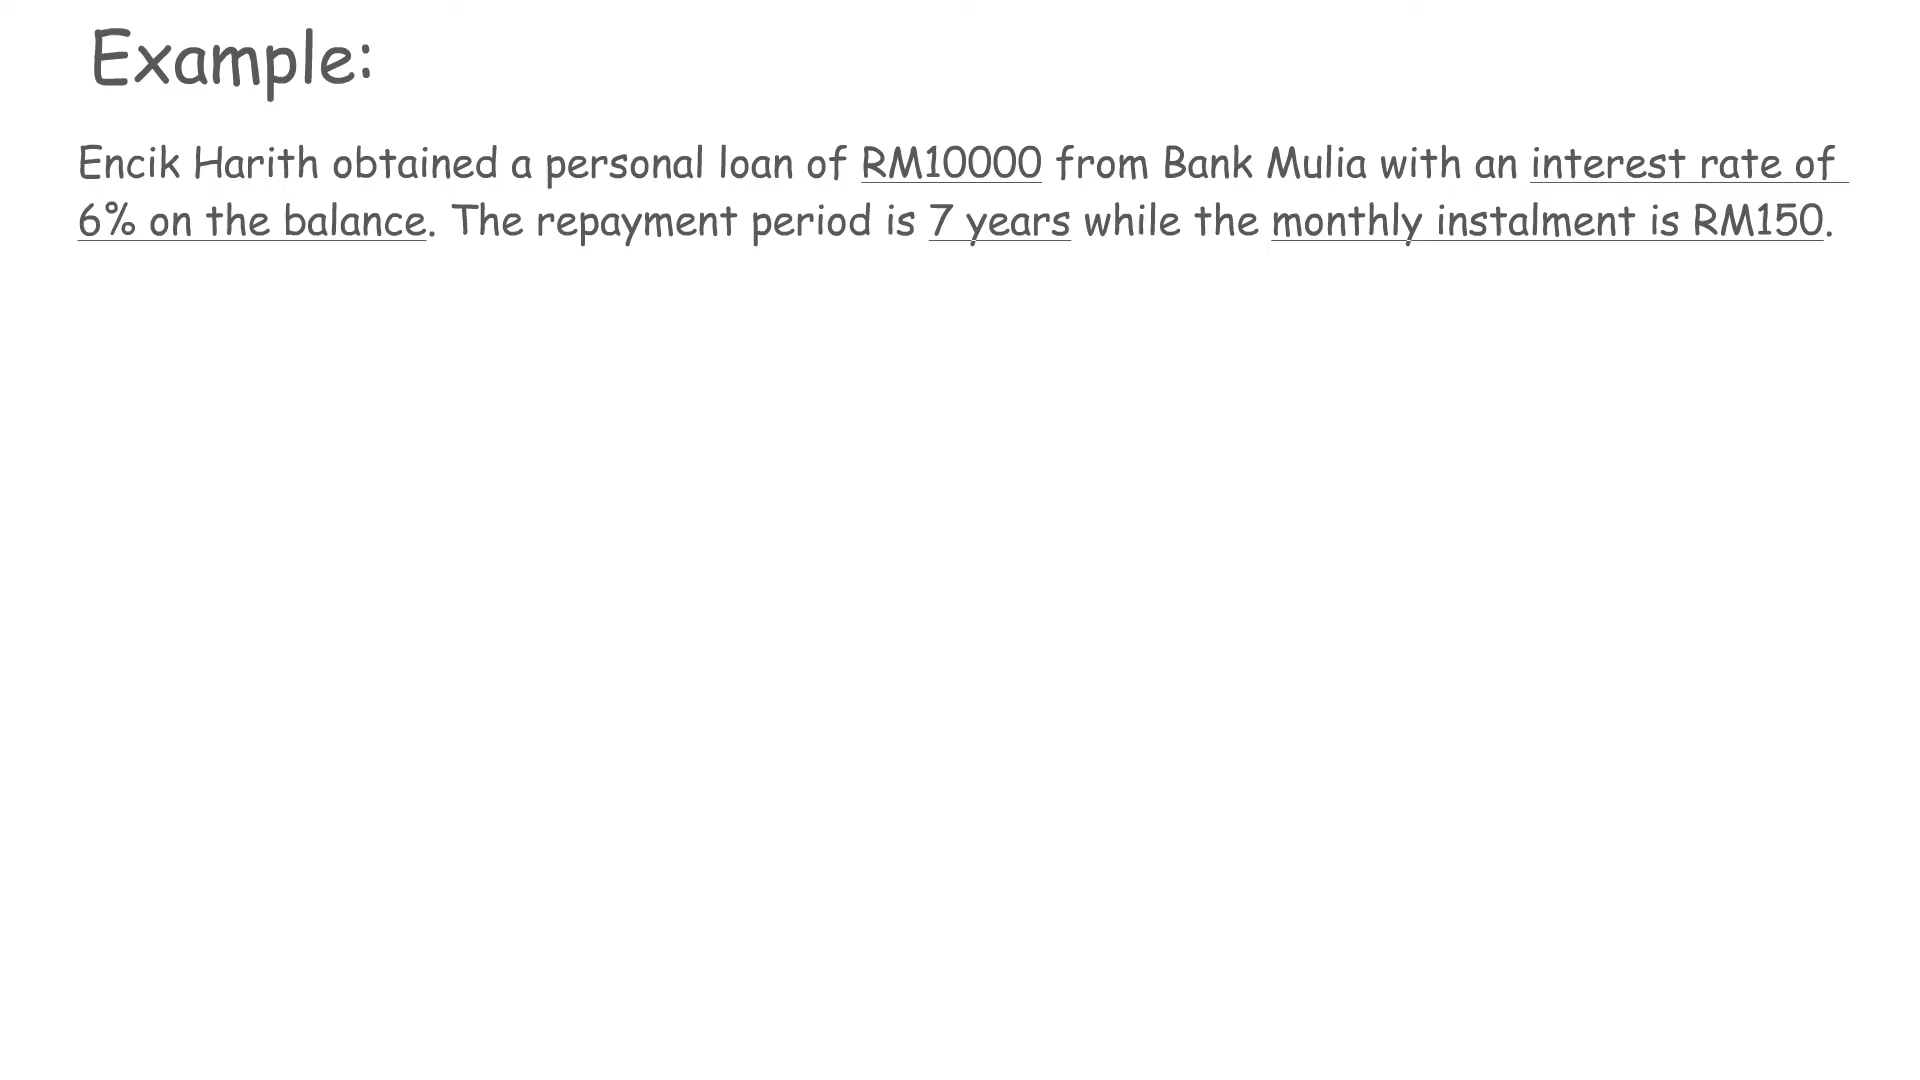 Example:
Encik Harith obtained a personal loan of RM10000 from Bank Mulia with an interest rate of
6% on the balance. The repayment period is 7 years while the monthly instalment is RM150.